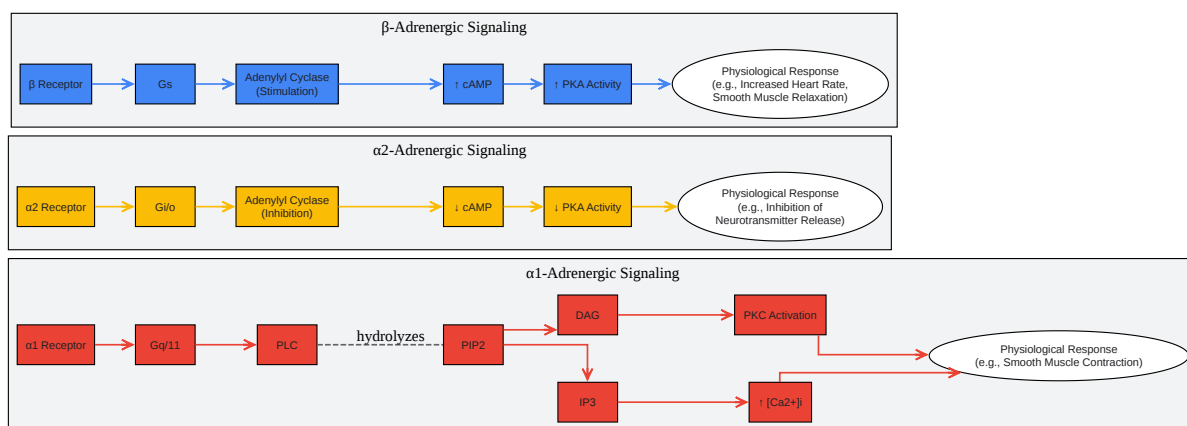 β-Adrenergic Signaling
β Receptor
Gs
Adenylyl Cyclase
(Stimulation)
↑ cAMP
↑ PKA Activity
Physiological Response
(e.g., Increased Heart Rate,
Smooth Muscle Relaxation)
α2-Adrenergic Signaling
α2 Receptor
Gi/o
Adenylyl Cyclase
(Inhibition)
↓ cAMP
↓ PKA Activity
Physiological Response
(e.g., Inhibition of
Neurotransmitter Release)
α1-Adrenergic Signaling
α1 Receptor
Gq/11
PLC
hydrolyzes
PIP2
DAG
PKC Activation
IP3
↑ [Ca2+]i
Physiological Response
(e.g., Smooth Muscle Contraction)